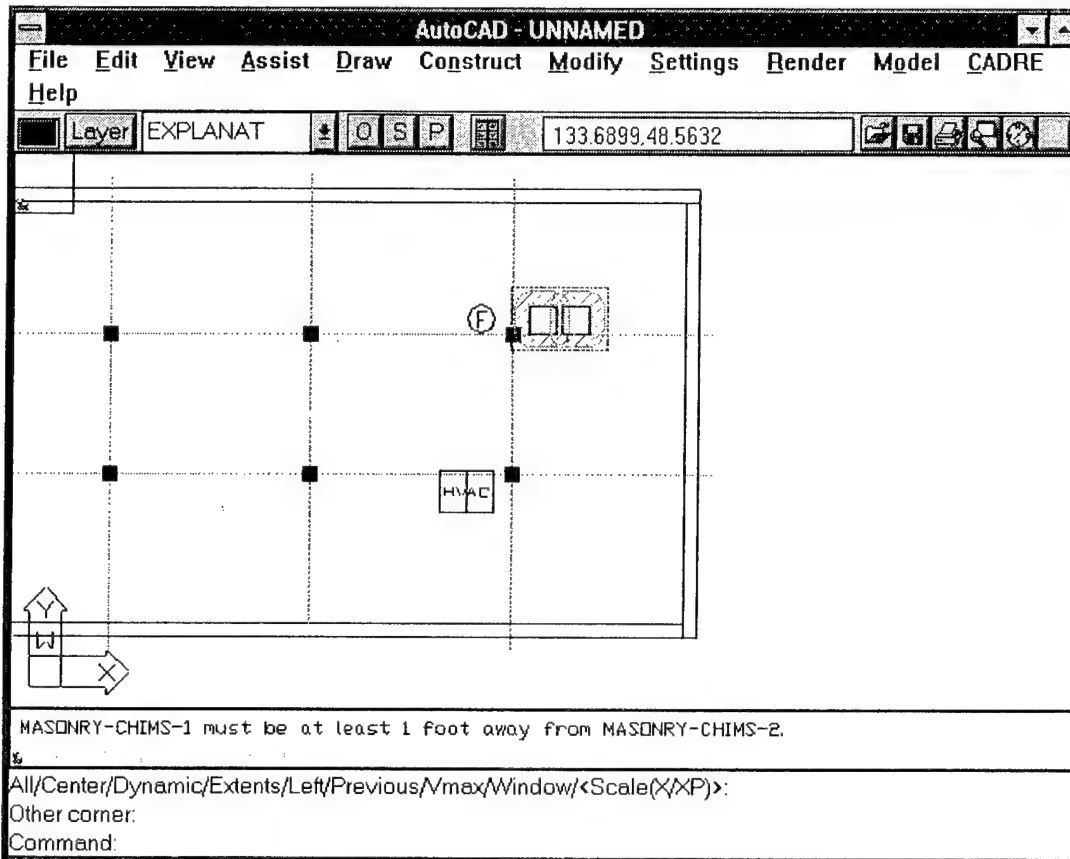 AutoCAD - UNNAMED
File Edit View Assist Draw Construct Modify Settings Render Model CADRE
Help
Layer EXPLANAT O S P 133.6899,48.5632
F
HVAC
Y
W
X
MASONRY-CHIMS-1 must be at least 1 foot away from MASONRY-CHIMS-2.
All/Center/Dynamic/Extents/Left/Previous/Vmax/Window/<Scale(X/XP)>:
Other corner:
Command: